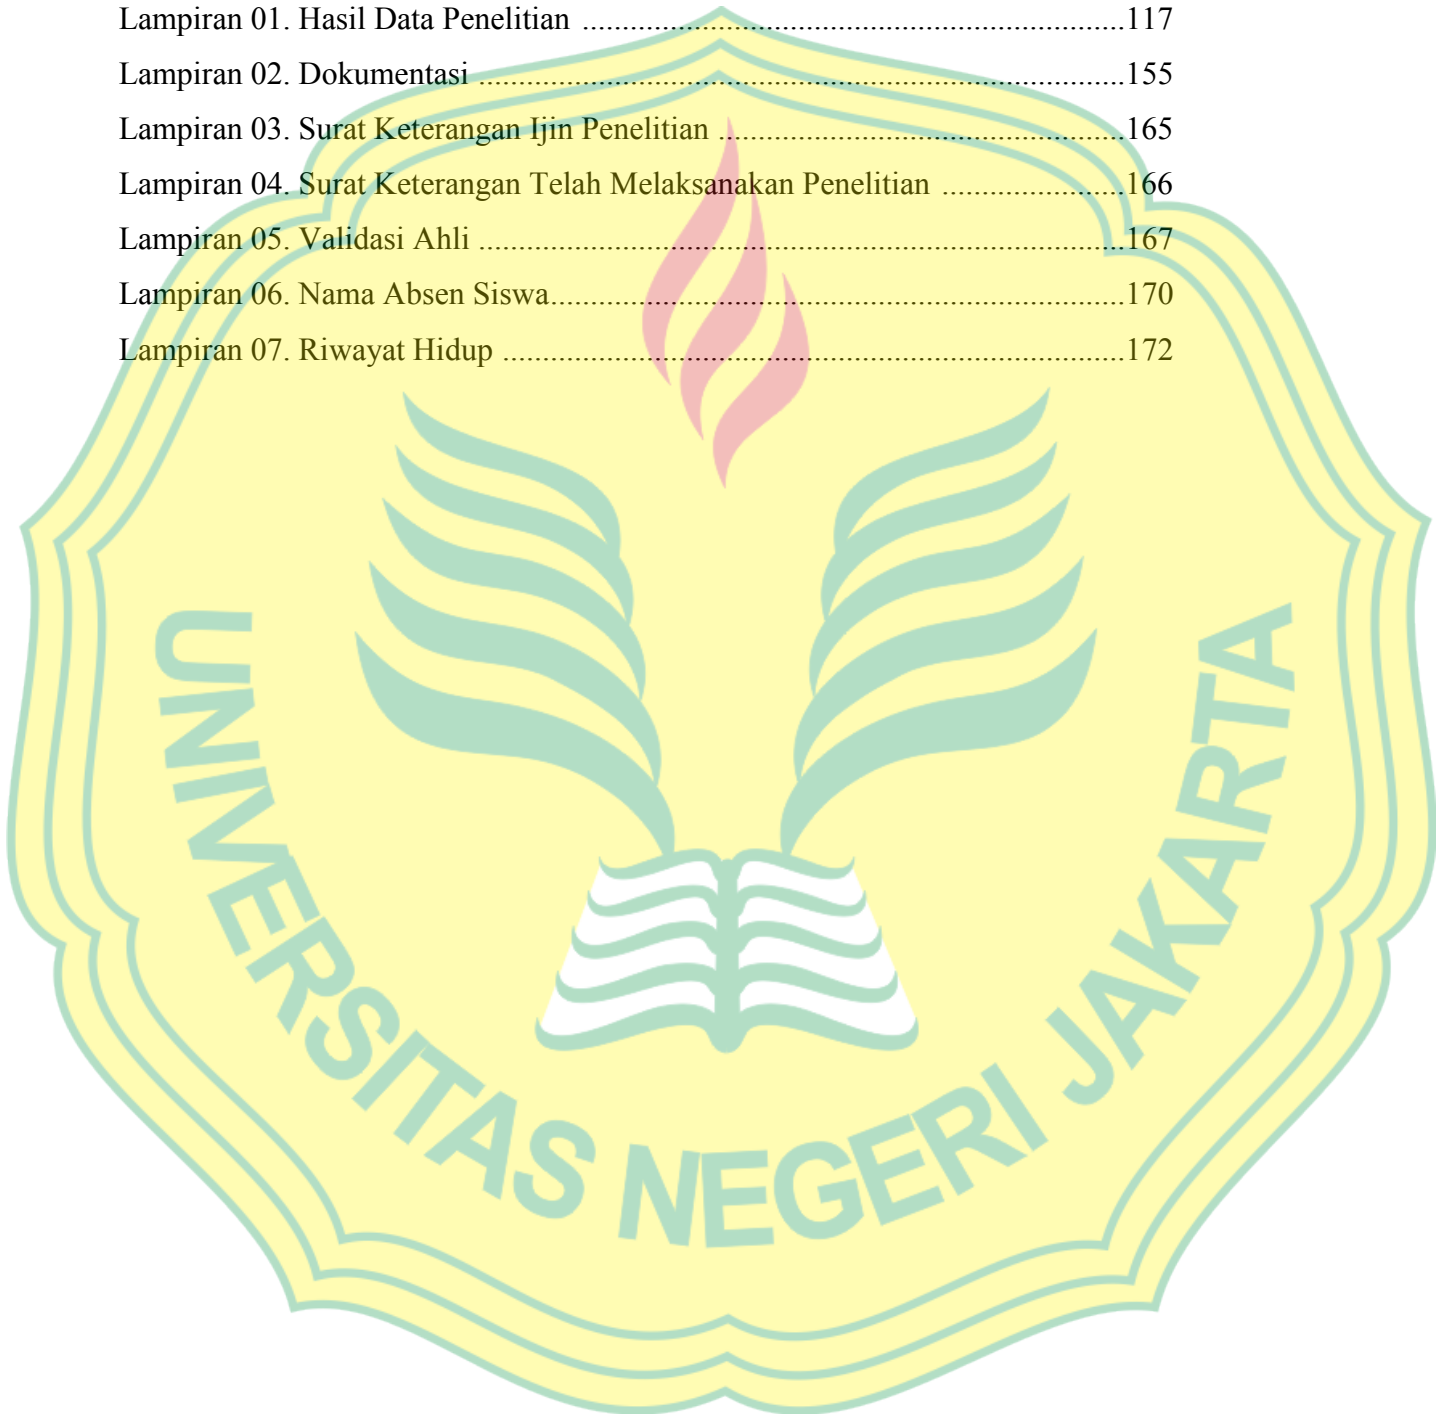 Lampiran 01. Hasil Data Penelitian ..................................................................117
Lampiran 02. Dokumentasi ...............................................................................155
Lampiran 03. Surat Keterangan Ijin Penelitian .................................................165
Lampiran 04. Surat Keterangan Telah Melaksanakan Penelitian ......................166
Lampiran 05. Validasi Ahli ...............................................................................167
Lampiran 06. Nama Absen Siswa......................................................................170
Lampiran 07. Riwayat Hidup ............................................................................172
UNIVERSITAS NEGERI JAKARTA